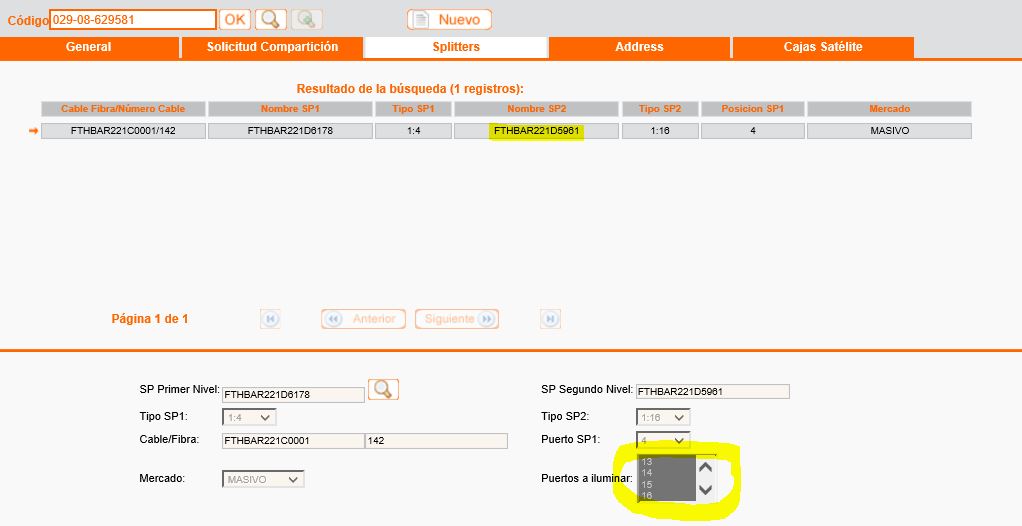 Código 029-08-629581 OK Nuevo
General Solicitud Compartición Splitters Address Cajas Satélite
Resultado de la búsqueda (1 registros):
Cable Fibra/Número Cable Nombre SP1 Tipo SP1 Nombre SP2 Tipo SP2 Posicion SP1 Mercado
FTHBAR221C0001/142 FTHBAR221D6178 1:4 FTHBAR221D5961 1:16 4 MASIVO
Página 1 de 1 Anterior Siguiente
SP Primer Nivel: FTHBAR221D6178 SP Segundo Nivel: FTHBAR221D5961
Tipo SP1: 1:4 Tipo SP2: 1:16
Cable/Fibra: FTHBAR221C0001 142 Puerto SP1: 4
Mercado: MASIVO Puertos a iluminar:
13
14
15
16